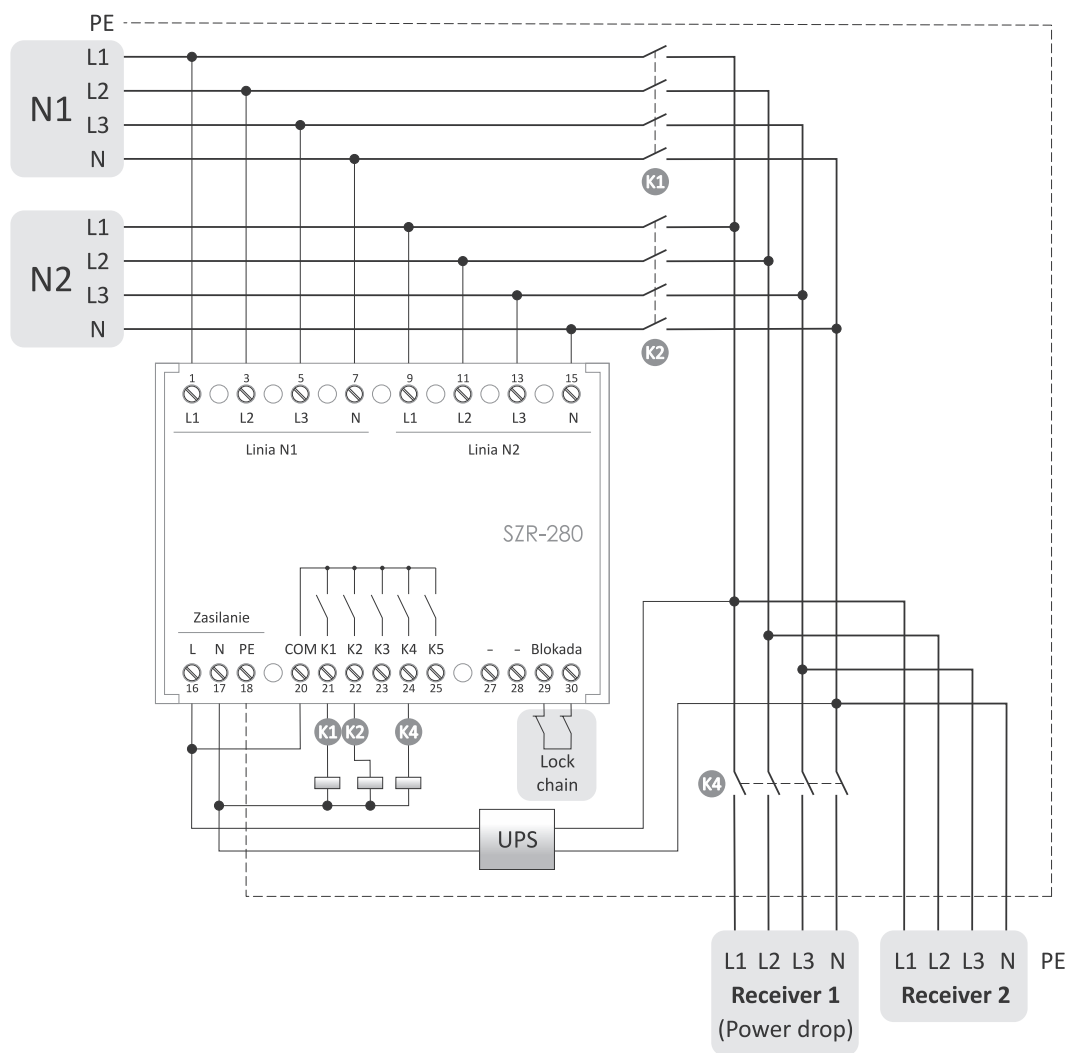 PE
N1
L1
L2
L3
N
K1
N2
L1
L2
L3
N
K2
1 3 5 7 9 11 13 15
L1 L2 L3 N L1 L2 L3 N
Linia N1 Linia N2
SZR-280
Zasilanie
L N PE COM K1 K2 K3 K4 K5 – – Blokada
16 17 18 20 21 22 23 24 25 27 28 29 30
K1 K2 K4
Lock
chain
K4
UPS
L1 L2 L3 N
Receiver 1
(Power drop)
L1 L2 L3 N
Receiver 2
PE